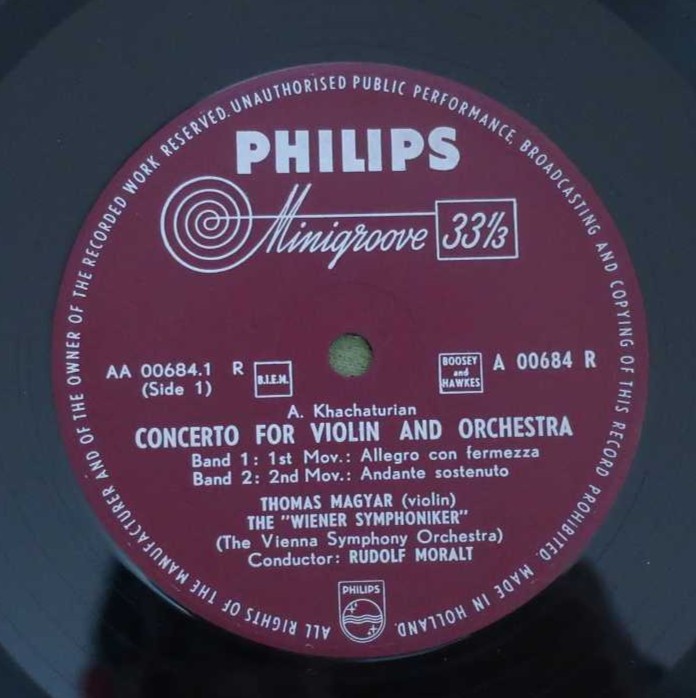 ALL RIGHTS OF THE MANUFACTURER AND OF THE OWNER OF THE RECORDED WORK RESERVED. UNAUTHORISED PUBLIC PERFORMANCE, BROADCASTING AND COPYING OF THIS RECORD PROHIBITED. MADE IN HOLLAND.
PHILIPS
Minigroove 33⅓
AA 00684.1 R
(Side 1)
B.I.E.M.
BOOSEY
and
HAWKES
A 00684 R
A. Khachaturian
CONCERTO FOR VIOLIN AND ORCHESTRA
Band 1: 1st Mov.: Allegro con fermezza
Band 2: 2nd Mov.: Andante sostenuto
THOMAS MAGYAR (violin)
THE "WIENER SYMPHONIKER"
(The Vienna Symphony Orchestra)
Conductor: RUDOLF MORALT
PHILIPS